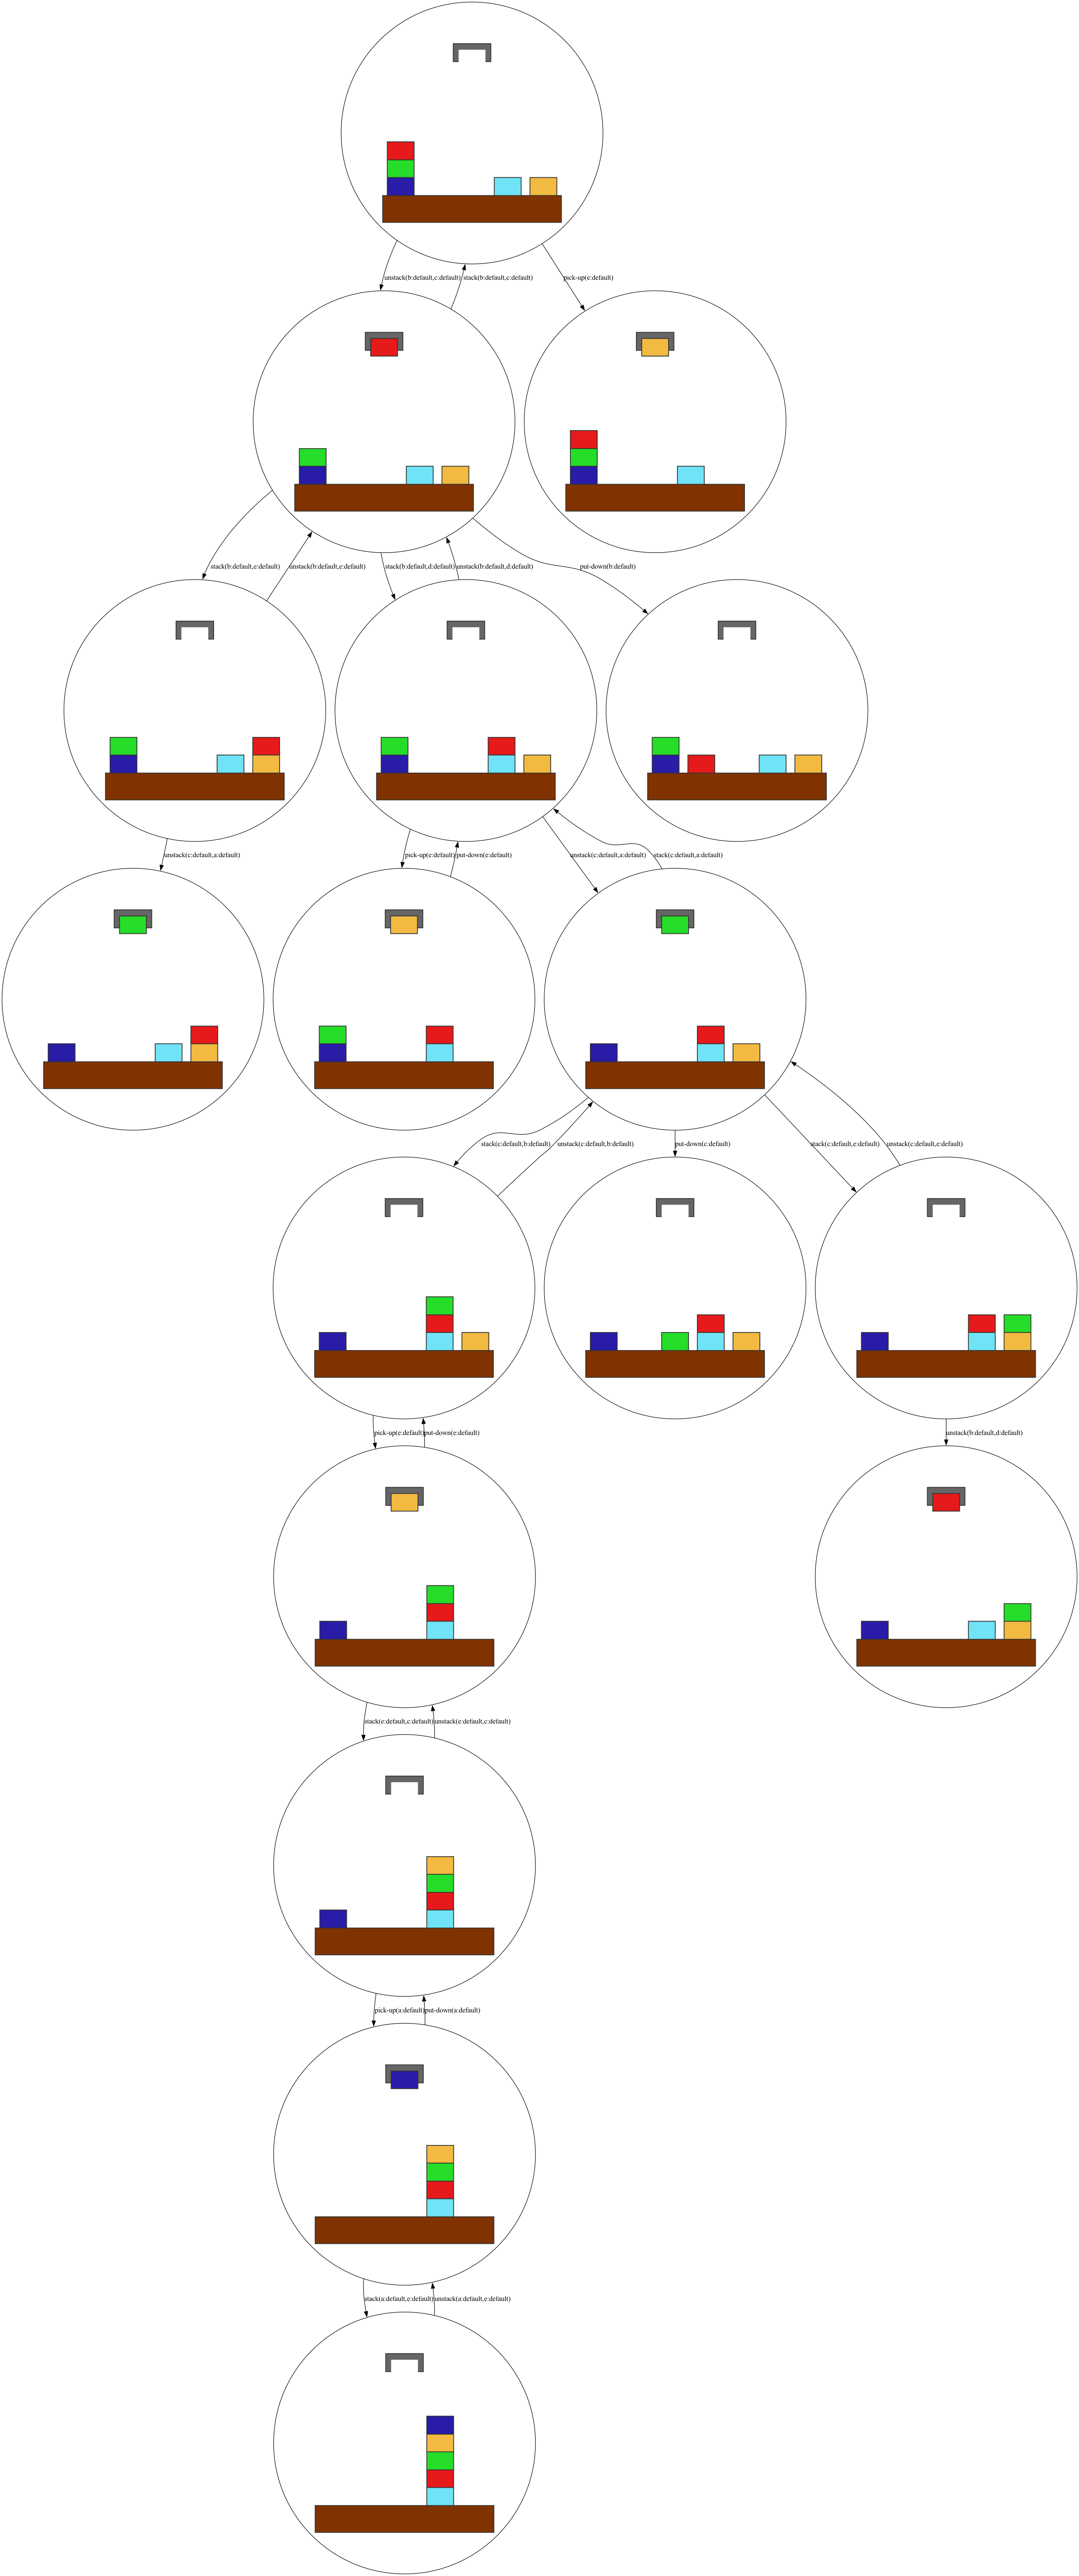 unstack(b:default,c:default)
stack(b:default,c:default)
pick-up(e:default)
stack(b:default,e:default)
unstack(b:default,e:default)
stack(b:default,d:default)
unstack(b:default,d:default)
put-down(b:default)
unstack(c:default,a:default)
pick-up(e:default)
put-down(e:default)
unstack(c:default,a:default)
stack(c:default,a:default)
stack(c:default,b:default)
unstack(c:default,b:default)
put-down(c:default)
stack(c:default,e:default)
unstack(c:default,e:default)
pick-up(e:default)
put-down(e:default)
unstack(b:default,d:default)
stack(e:default,c:default)
unstack(e:default,c:default)
pick-up(a:default)
put-down(a:default)
stack(a:default,e:default)
unstack(a:default,e:default)